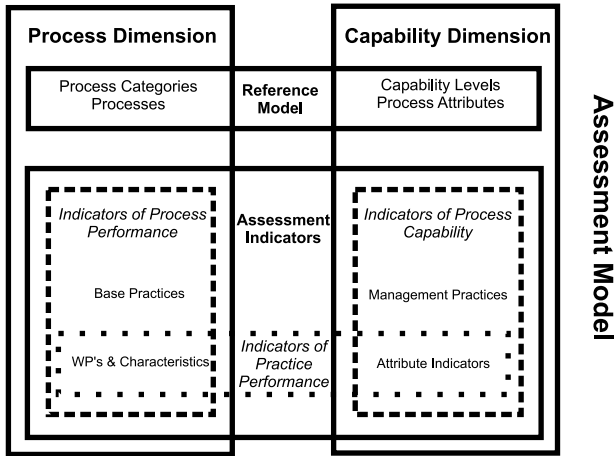 Process Dimension
Capability Dimension
Process Categories
Processes
Reference
Model
Capability Levels
Process Attributes
Indicators of Process
Performance
Assessment
Indicators
Indicators of Process
Capability
Base Practices
Management Practices
WP's & Characteristics
Indicators of
Practice
Performance
Attribute Indicators
Assessment Model